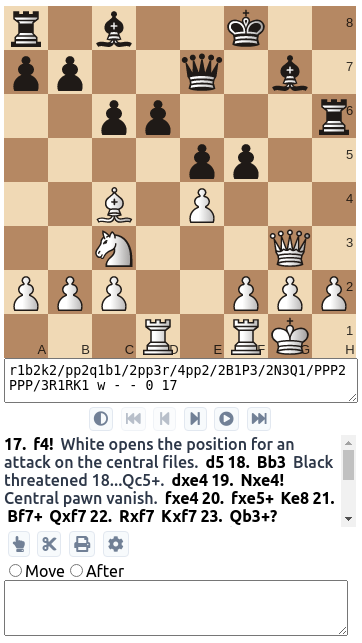 8
7
6
5
4
3
2
1
A B C D E F G H
r1b2k2/pp2q1b1/2pp3r/4pp2/2B1P3/2N3Q1/PPP2
PPP/3R1RK1 w - - 0 17
17. f4! White opens the position for an
attack on the central files. d5 18. Bb3 Black
threatened 18...Qc5+. dxe4 19. Nxe4!
Central pawn vanish. fxe4 20. fxe5+ Ke8 21.
Bf7+ Qxf7 22. Rxf7 Kxf7 23. Qb3+?
Move After